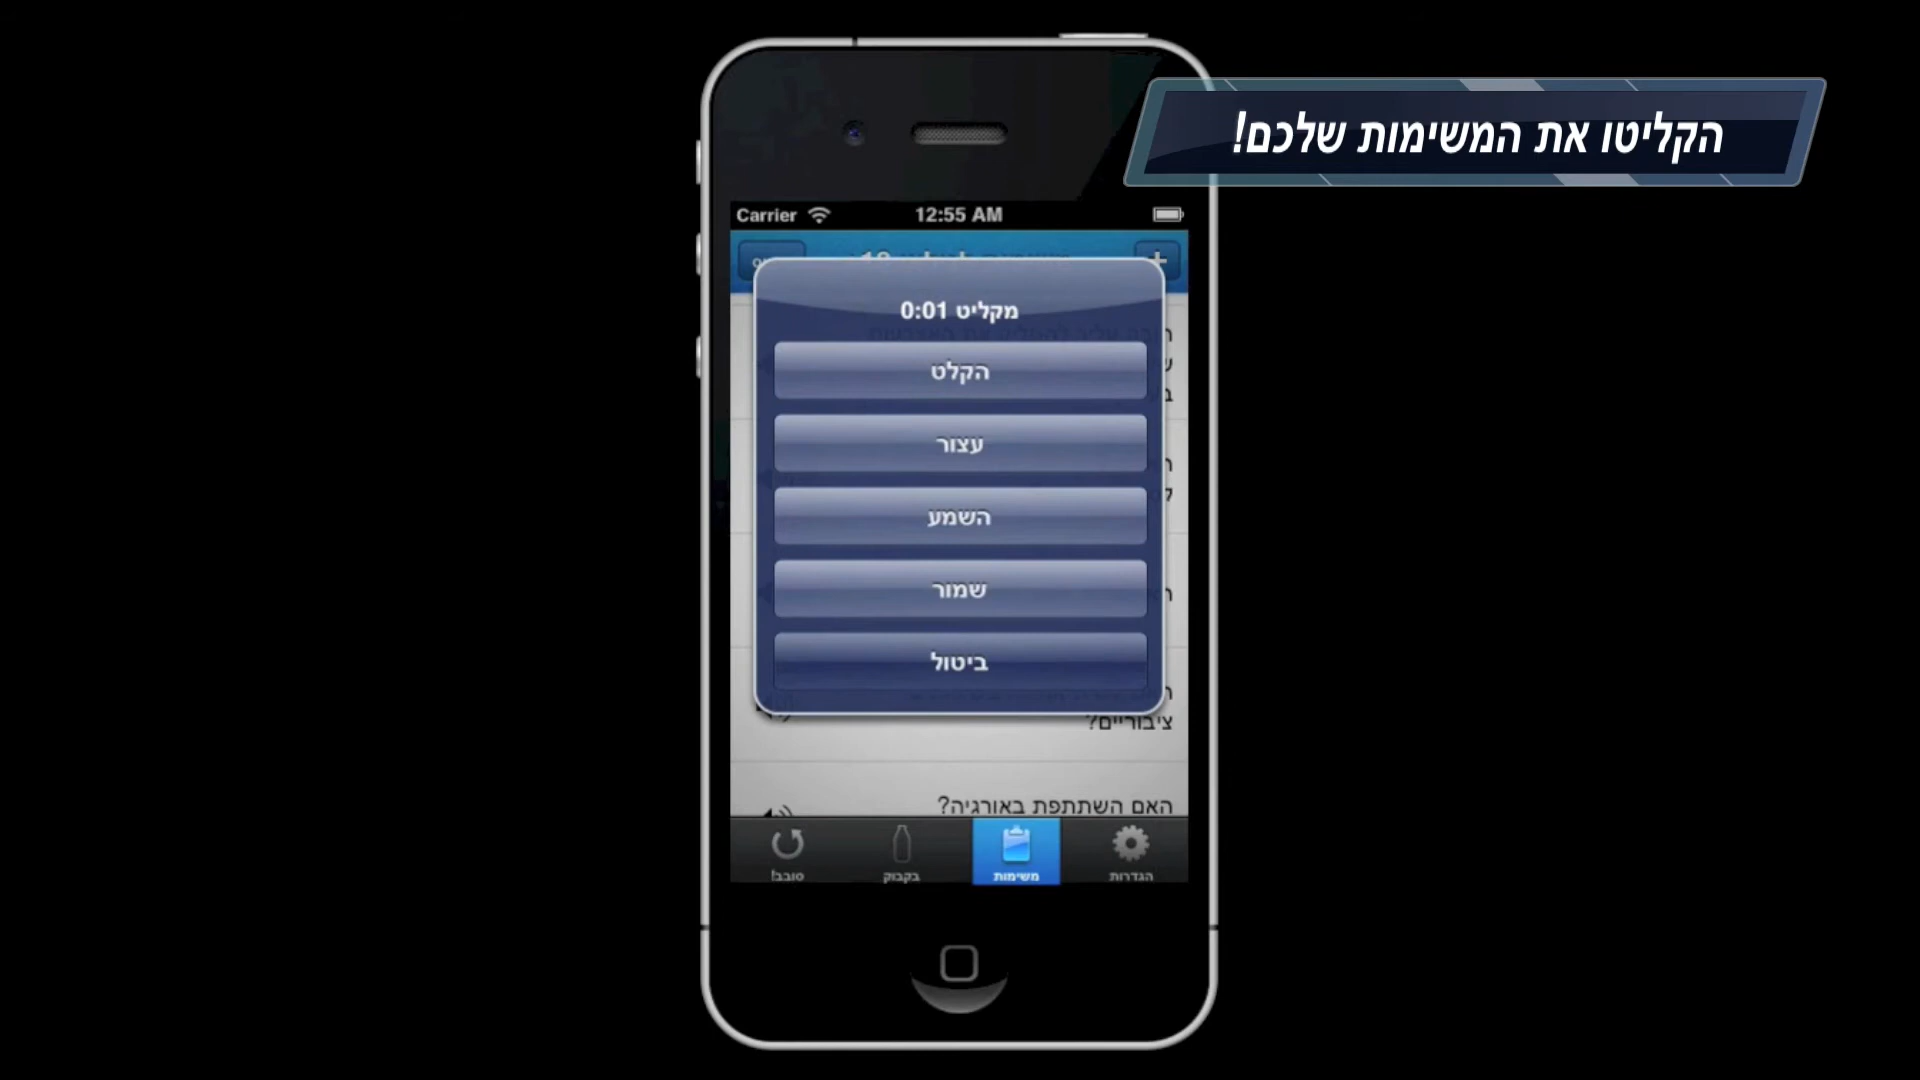 הקליטו את המשימות שלכם!
Carrier
12:55 AM
מקליט 0:01
הקלט
עצור
השמע
שמור
ביטול
ציבוריים?
האם השתתפת באורגיה?
סובב!
בקבוק
משימות
הגדרות